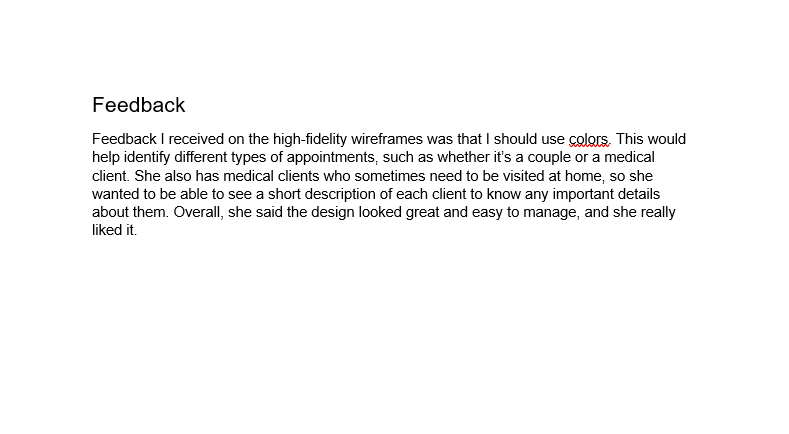 Feedback
Feedback I received on the high-fidelity wireframes was that I should use colors. This would
help identify different types of appointments, such as whether it’s a couple or a medical
client. She also has medical clients who sometimes need to be visited at home, so she
wanted to be able to see a short description of each client to know any important details
about them. Overall, she said the design looked great and easy to manage, and she really
liked it.